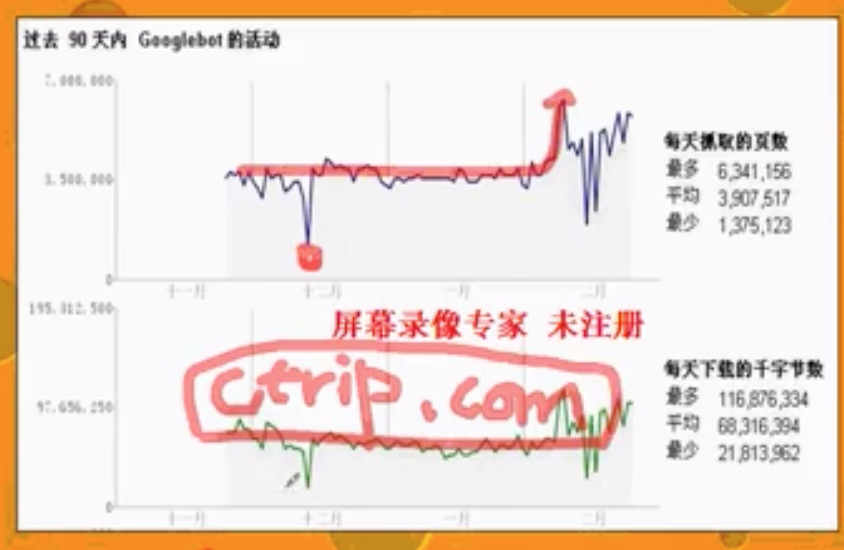 过去 90 天内 Googlebot 的活动
7,000,000
3,500,000
0
十一月 十二月 一月 二月
每天抓取的页数
最多 6,341,156
平均 3,907,517
最少 1,375,123
195,312,500
97,656,250
0
十一月 十二月 一月 二月
屏幕录像专家 未注册
ctrip.com
每天下载的千字节数
最多 116,876,334
平均 68,316,394
最少 21,813,962